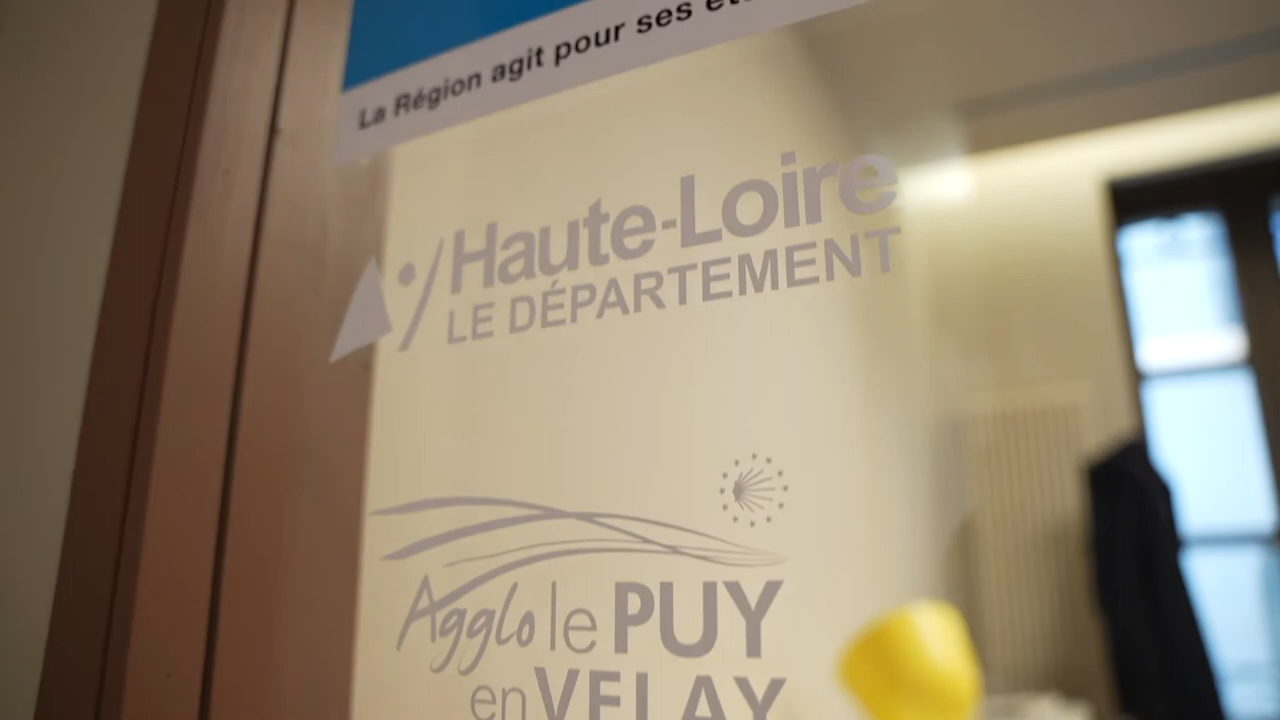 La Région agit pour ses
Haute-Loire
LE DÉPARTEMENT
Agglo le PUY
en VELAY